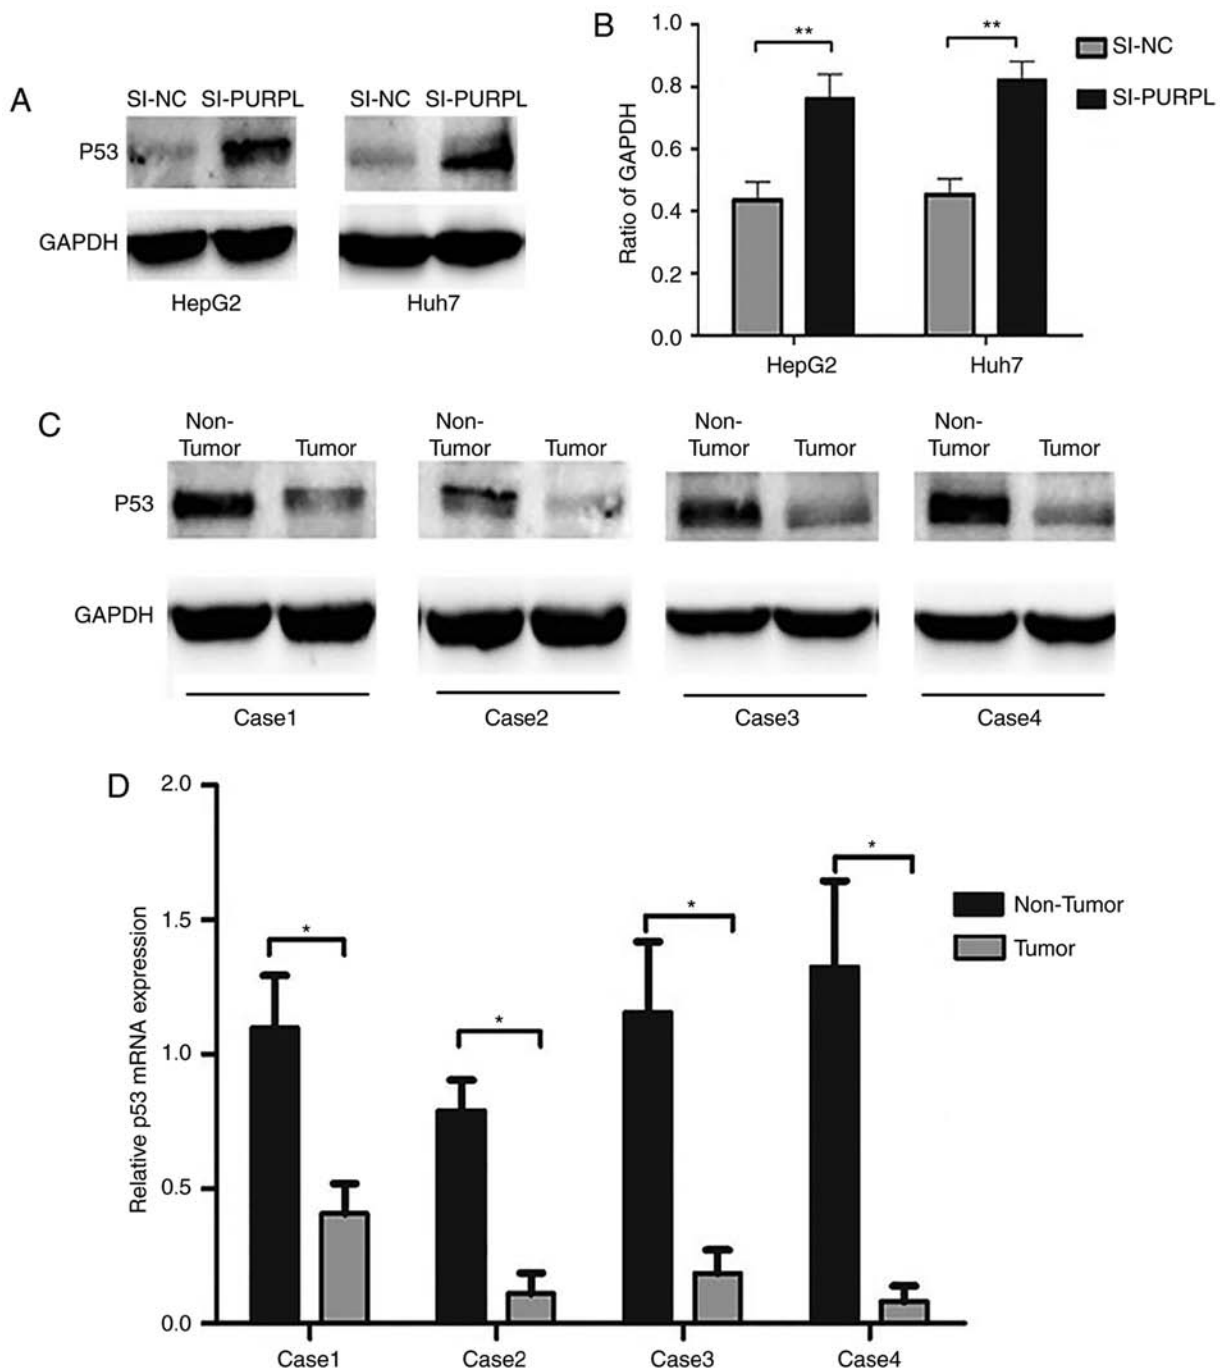 A
SI-NC SI-PURPL
SI-NC SI-PURPL
P53
GAPDH
HepG2
Huh7
B
1.0
0.8
0.6
0.4
0.2
0.0
Ratio of GAPDH
**
**
HepG2
Huh7
SI-NC
SI-PURPL
C
Non-
Tumor
Tumor
Non-
Tumor
Tumor
Non-
Tumor
Tumor
Non-
Tumor
Tumor
P53
GAPDH
Case1
Case2
Case3
Case4
D
2.0
1.5
1.0
0.5
0.0
Relative p53 mRNA expression
*
*
*
*
Non-Tumor
Tumor
Case1
Case2
Case3
Case4